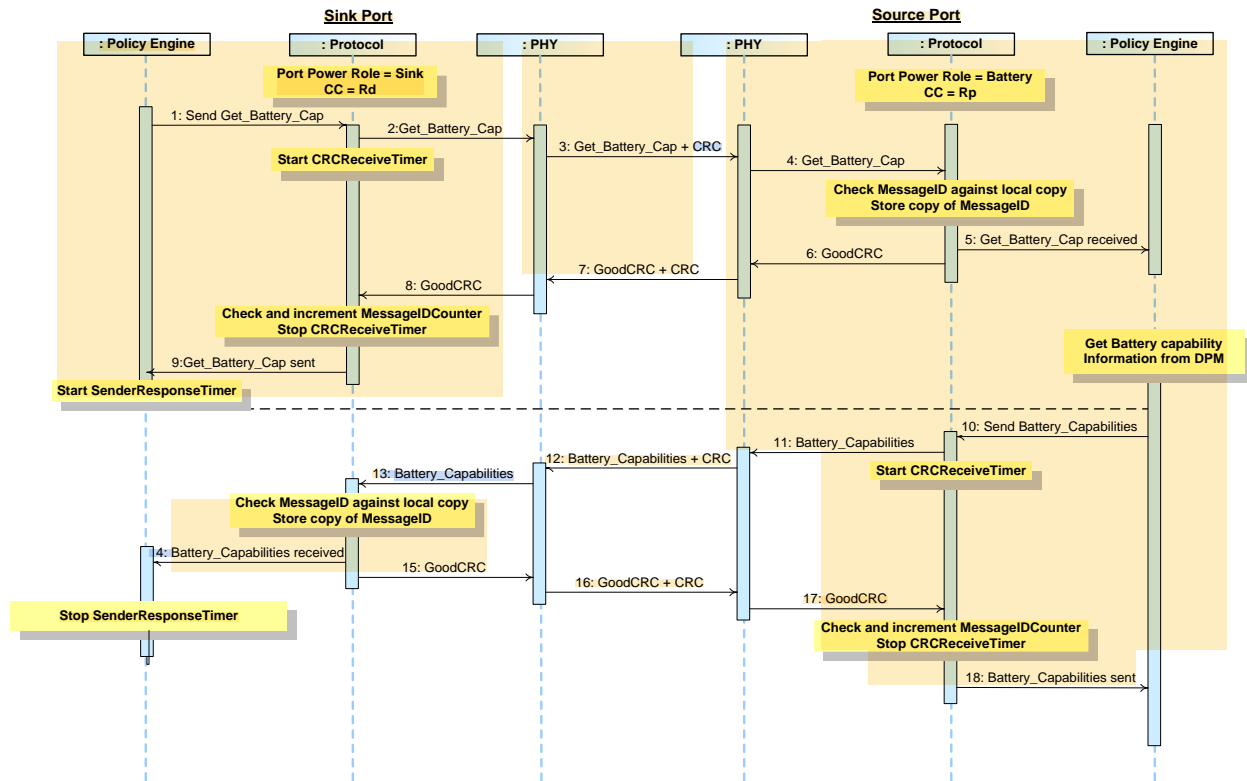 Sink Port
Source Port
: Policy Engine
: Protocol
: PHY
: PHY
: Protocol
: Policy Engine
Port Power Role = Sink
CC = Rd
Port Power Role = Battery
CC = Rp
1: Send Get_Battery_Cap
2:Get_Battery_Cap
Start CRCReceiveTimer
3: Get_Battery_Cap + CRC
4: Get_Battery_Cap
Check MessageID against local copy
Store copy of MessageID
5: Get_Battery_Cap received
6: GoodCRC
7: GoodCRC + CRC
8: GoodCRC
Check and increment MessageIDCounter
Stop CRCReceiveTimer
9:Get_Battery_Cap sent
Start SenderResponseTimer
Get Battery capability
Information from DPM
10: Send Battery_Capabilities
11: Battery_Capabilities
Start CRCReceiveTimer
12: Battery_Capabilities + CRC
13: Battery_Capabilities
Check MessageID against local copy
Store copy of MessageID
4: Battery_Capabilities received
15: GoodCRC
16: GoodCRC + CRC
17: GoodCRC
Stop SenderResponseTimer
Check and increment MessageIDCounter
Stop CRCReceiveTimer
18: Battery_Capabilities sent